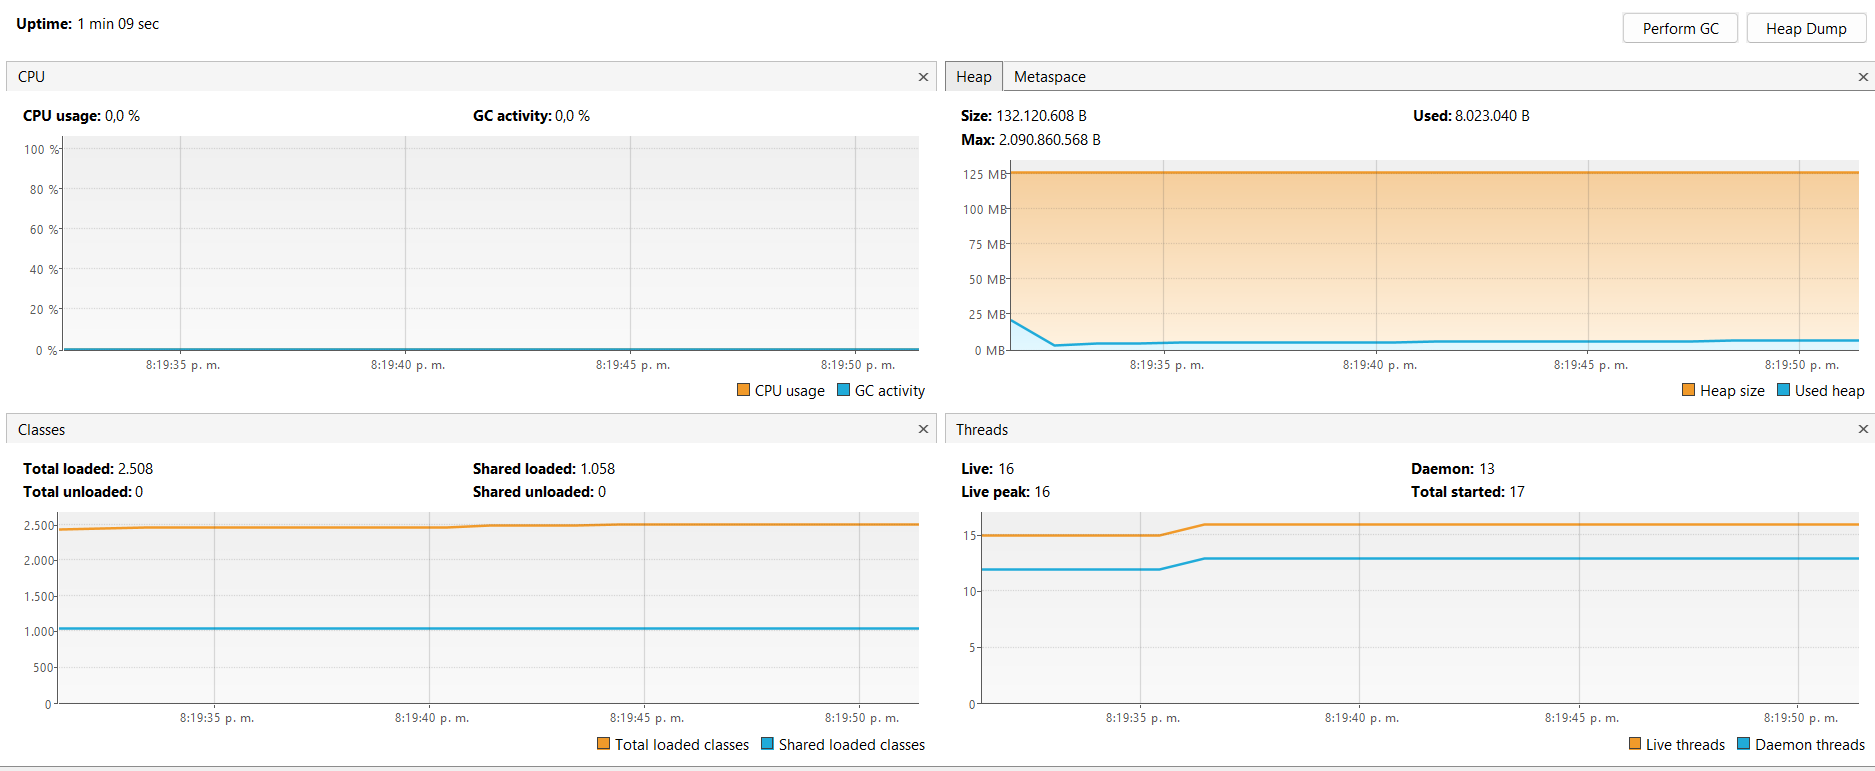 Uptime: 1 min 09 sec
Perform GC
Heap Dump
CPU
CPU usage: 0,0 %
GC activity: 0,0 %
100 %
80 %
60 %
40 %
20 %
0 %
8:19:35 p. m.
8:19:40 p. m.
8:19:45 p. m.
8:19:50 p. m.
CPU usage
GC activity
Heap
Metaspace
Size: 132.120.608 B
Used: 8.023.040 B
Max: 2.090.860.568 B
125 MB
100 MB
75 MB
50 MB
25 MB
0 MB
8:19:35 p. m.
8:19:40 p. m.
8:19:45 p. m.
8:19:50 p. m.
Heap size
Used heap
Classes
Total loaded: 2.508
Shared loaded: 1.058
Total unloaded: 0
Shared unloaded: 0
2.500
2.000
1.500
1.000
500
0
8:19:35 p. m.
8:19:40 p. m.
8:19:45 p. m.
8:19:50 p. m.
Total loaded classes
Shared loaded classes
Threads
Live: 16
Daemon: 13
Live peak: 16
Total started: 17
15
10
5
0
8:19:35 p. m.
8:19:40 p. m.
8:19:45 p. m.
8:19:50 p. m.
Live threads
Daemon threads